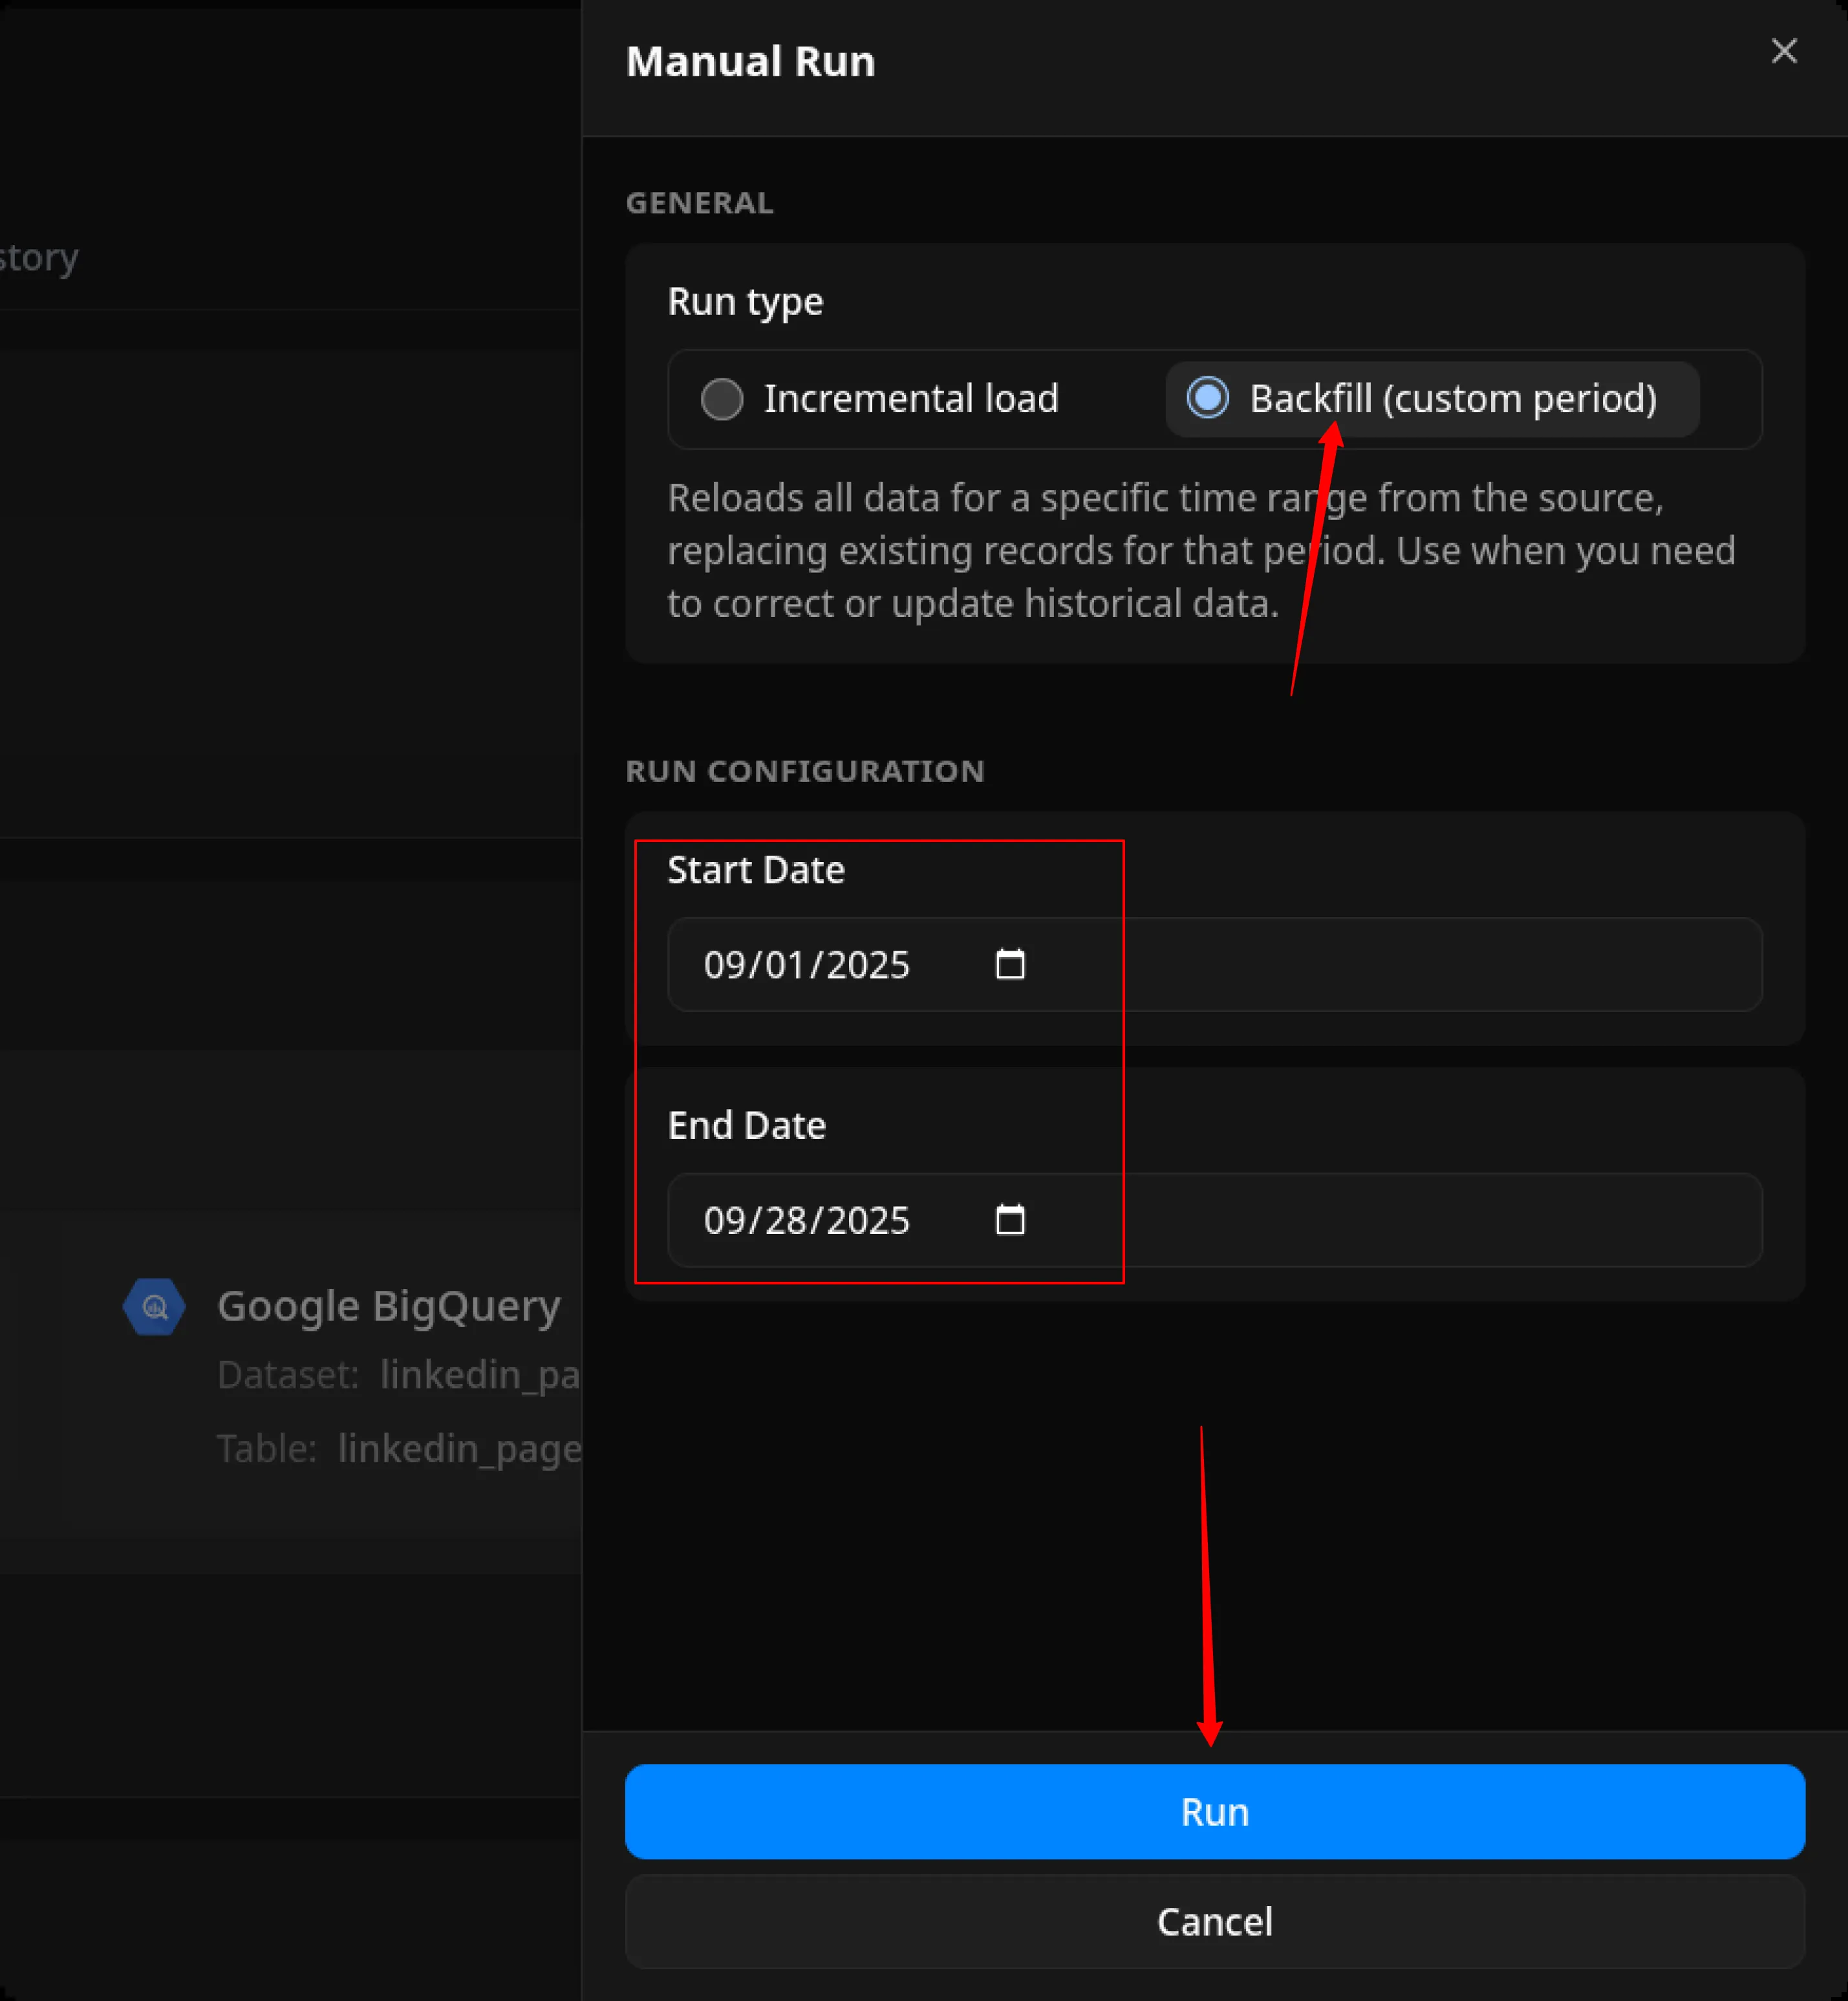 Manual Run
GENERAL
story
Run type
Incremental load
Backfill (custom period)
Reloads all data for a specific time range from the source,
replacing existing records for that period. Use when you need
to correct or update historical data.
RUN CONFIGURATION
Start Date
09/01/2025
End Date
09/28/2025
Google BigQuery
Dataset: linkedin_pa
Table: linkedin_page
Run
Cancel